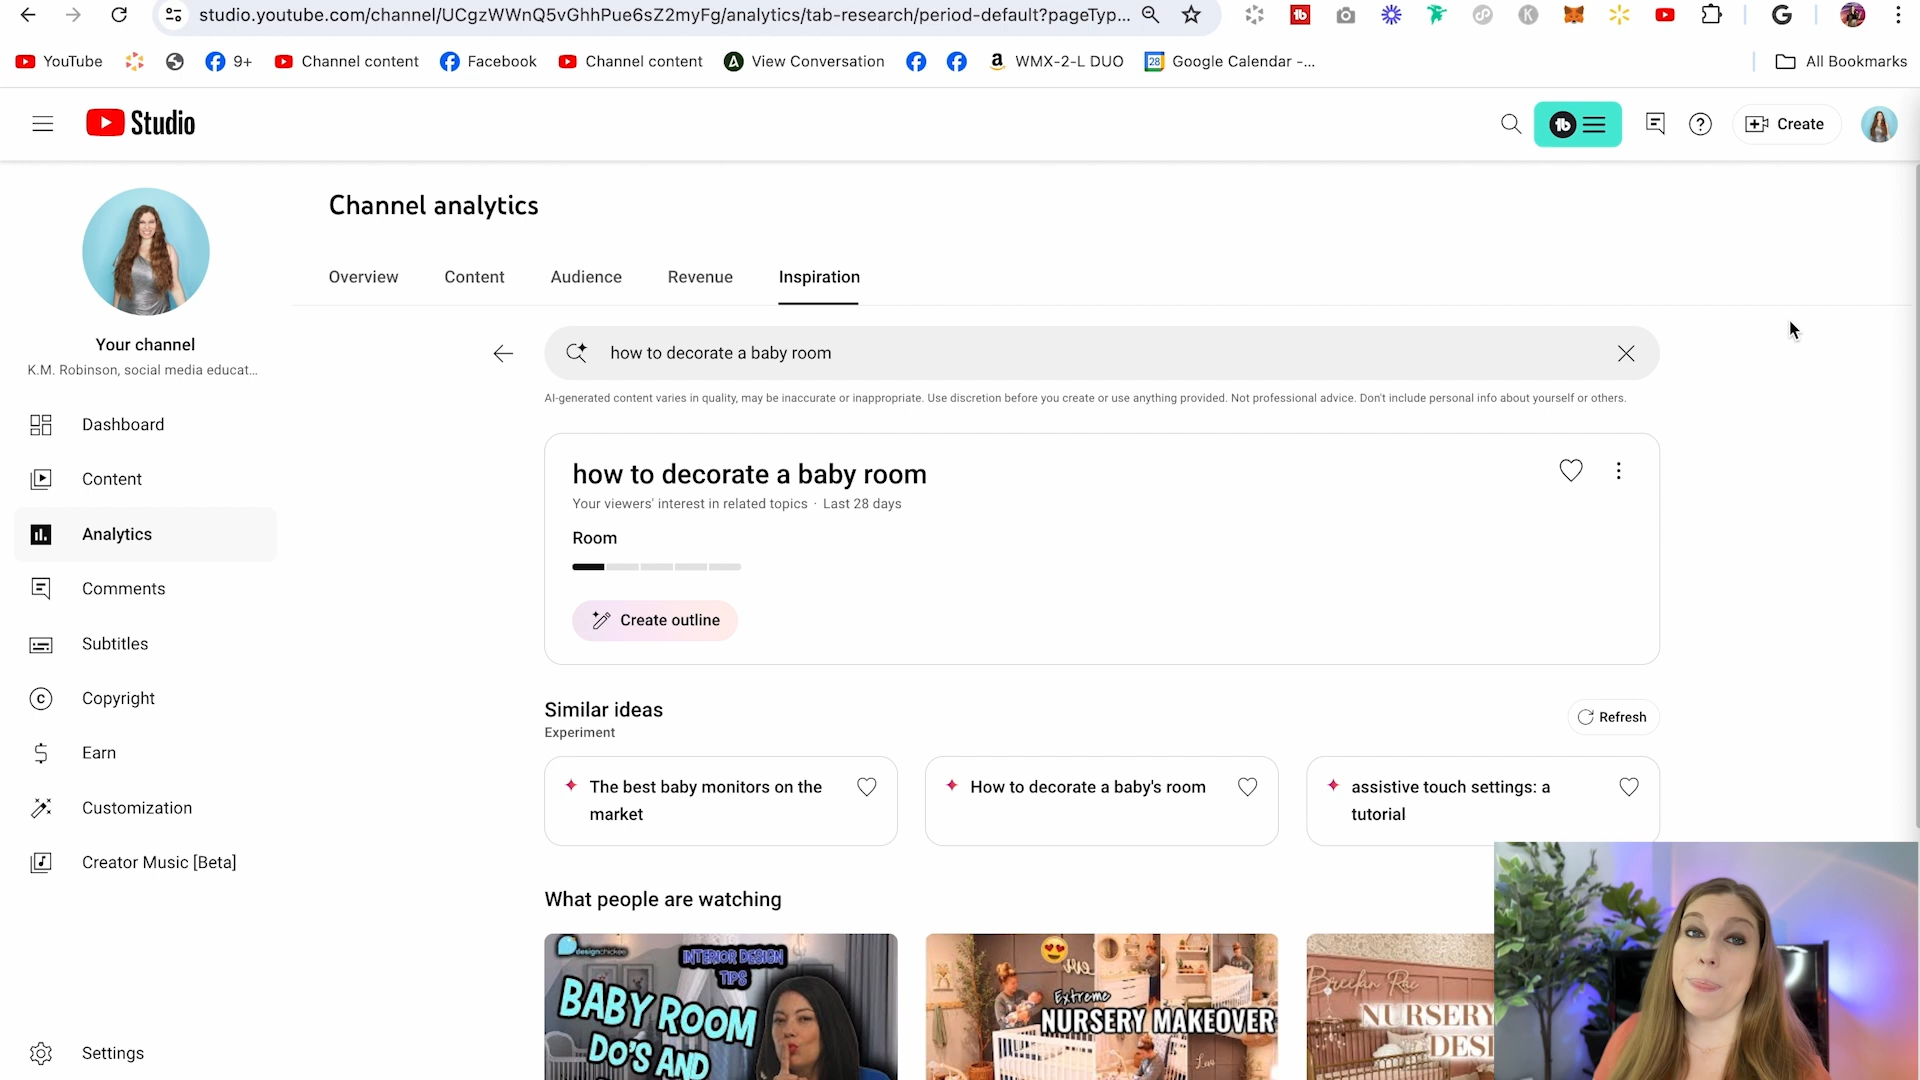 studio.youtube.com/channel/UCgzWWnQ5vGhhPue6sZ2myFg/analytics/tab-research/period-default?pageTyp...
YouTube
9+
Channel content
Facebook
Channel content
View Conversation
WMX-2-L DUO
28
Google Calendar -...
All Bookmarks
Studio
Create
Channel analytics
Overview
Content
Audience
Revenue
Inspiration
how to decorate a baby room
AI-generated content varies in quality, may be inaccurate or inappropriate. Use discretion before you create or use anything provided. Not professional advice. Don't include personal info about yourself or others.
Your channel
K.M. Robinson, social media educat...
Dashboard
Content
Analytics
Comments
Subtitles
Copyright
Earn
Customization
Creator Music [Beta]
Settings
how to decorate a baby room
Your viewers' interest in related topics · Last 28 days
Room
Create outline
Similar ideas
Experiment
Refresh
The best baby monitors on the
market
How to decorate a baby's room
assistive touch settings: a
tutorial
What people are watching
designchickee
INTERIOR DESIGN
TIPS
BABY ROOM
DO'S AND
Extreme
NURSERY MAKEOVER
Breefan Rae
NURSERY